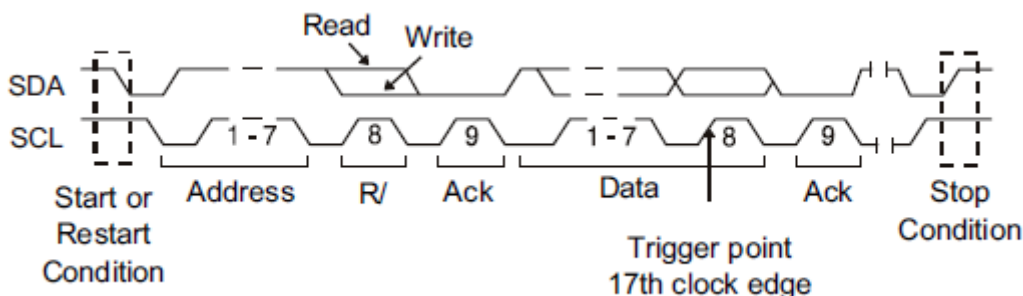 Read
Write
SDA
SCL
1 - 7
8
9
1 - 7
8
9
Address
R/
Ack
Data
Ack
Start or
Restart
Condition
Stop
Condition
Trigger point
17th clock edge